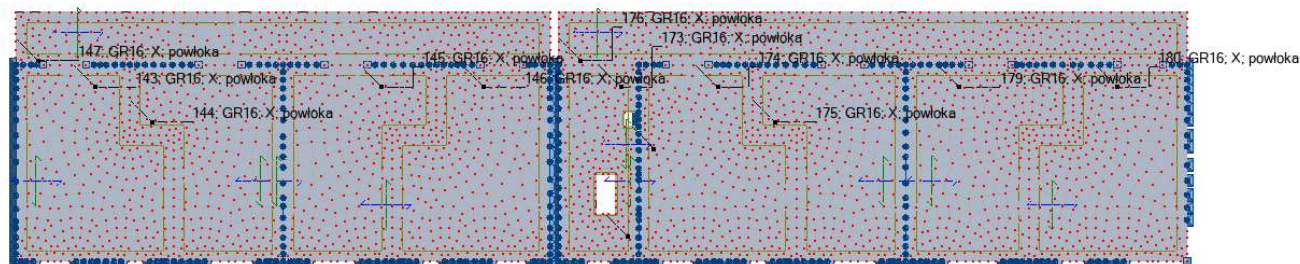 176; GR16; X; powłoka
173; GR16; X; powłoka
147; GR16; X; powłoka
145; GR16; X; powłoka
174; GR16; X; powłoka
180; GR16; X; powłoka
143; GR16; X; powłoka
146; GR16; X; powłoka
179; GR16; X; powłoka
144; GR16; X; powłoka
175; GR16; X; powłoka